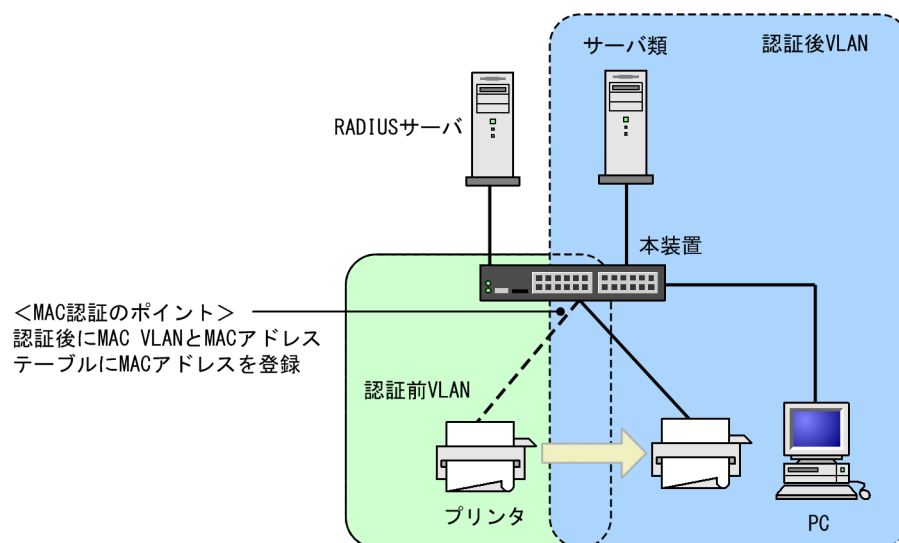 サーバ類
認証後VLAN
RADIUSサーバ
本装置
＜MAC認証のポイント＞
認証後にMAC VLANとMACアドレス
テーブルにMACアドレスを登録
認証前VLAN
プリンタ
PC